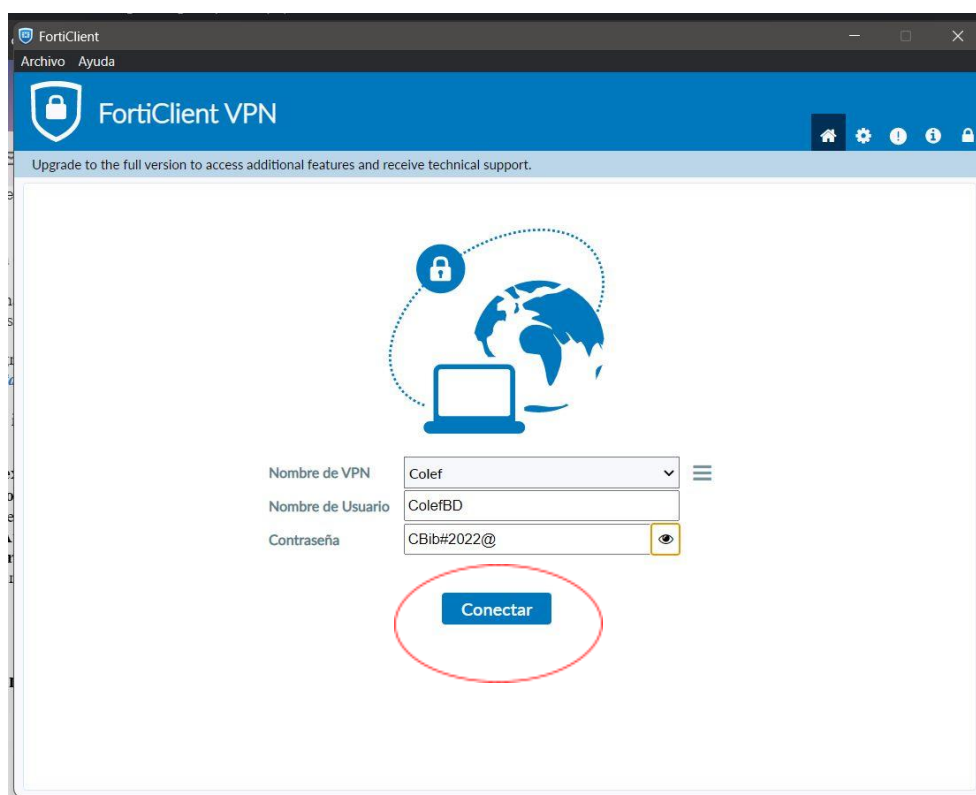 FortiClient
Archivo Ayuda
FortiClient VPN
Upgrade to the full version to access additional features and receive technical support.
Nombre de VPN Colef
Nombre de Usuario ColefBD
Contraseña CBib#2022@
Conectar